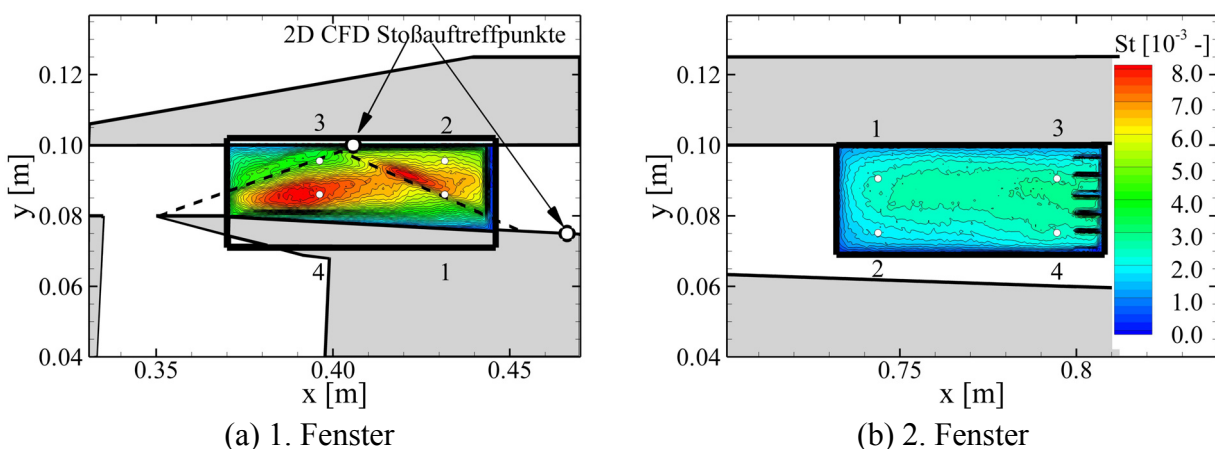 2D CFD Stoßauftreffpunkte
0.12
0.10
0.08
0.06
0.04
y [m]
3 2
4 1
0.35 0.40 0.45
x [m]
(a) 1. Fenster
0.12
0.10
0.08
0.06
0.04
y [m]
1 3
2 4
0.75 0.8
x [m]
St [10⁻³ -]
8.0
7.0
6.0
5.0
4.0
3.0
2.0
1.0
0.0
(b) 2. Fenster